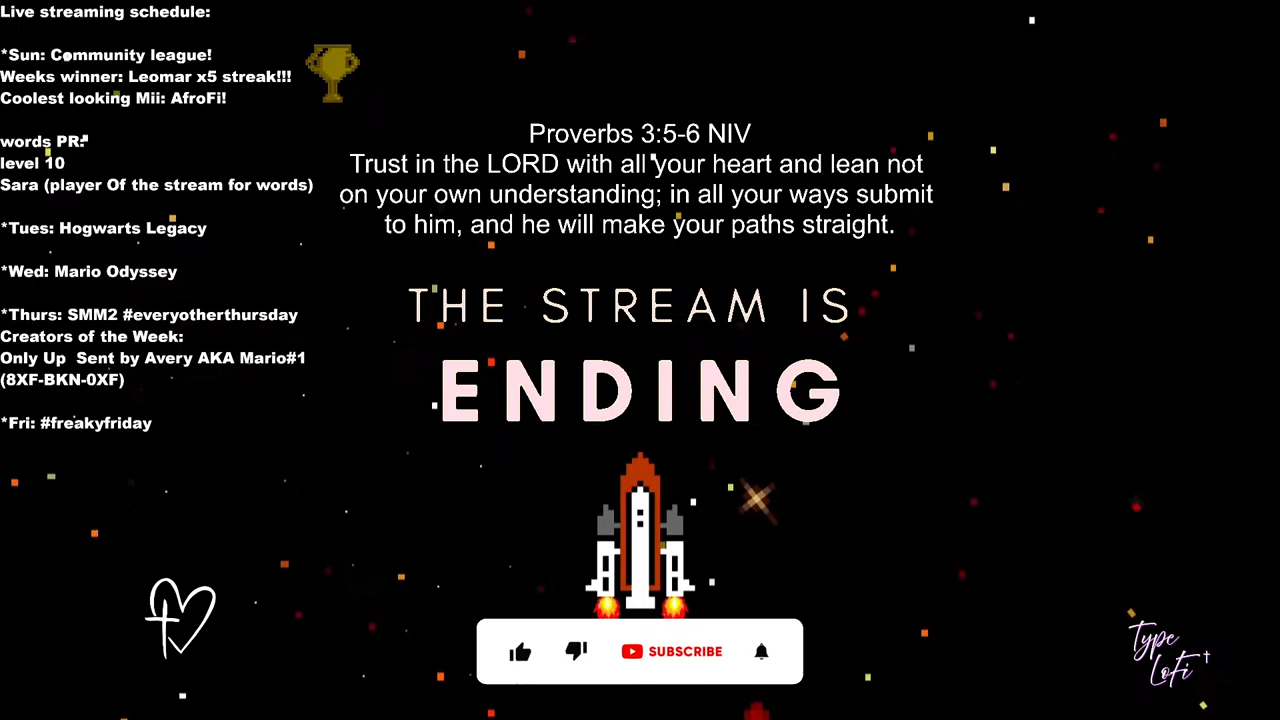 Live streaming schedule:
*Sun: Community league!
Weeks winner: Leomar x5 streak!!!
Coolest looking Mii: AfroFi!
words PR:
level 10
Sara (player Of the stream for words)
*Tues: Hogwarts Legacy
*Wed: Mario Odyssey
*Thurs: SMM2 #everyotherthursday
Creators of the Week:
Only Up  Sent by Avery AKA Mario#1
(8XF-BKN-0XF)
*Fri: #freakyfriday
Proverbs 3:5-6 NIV
Trust in the LORD with all your heart and lean not
on your own understanding; in all your ways submit
to him, and he will make your paths straight.
THE STREAM IS
ENDING
SUBSCRIBE
Type
LoFi